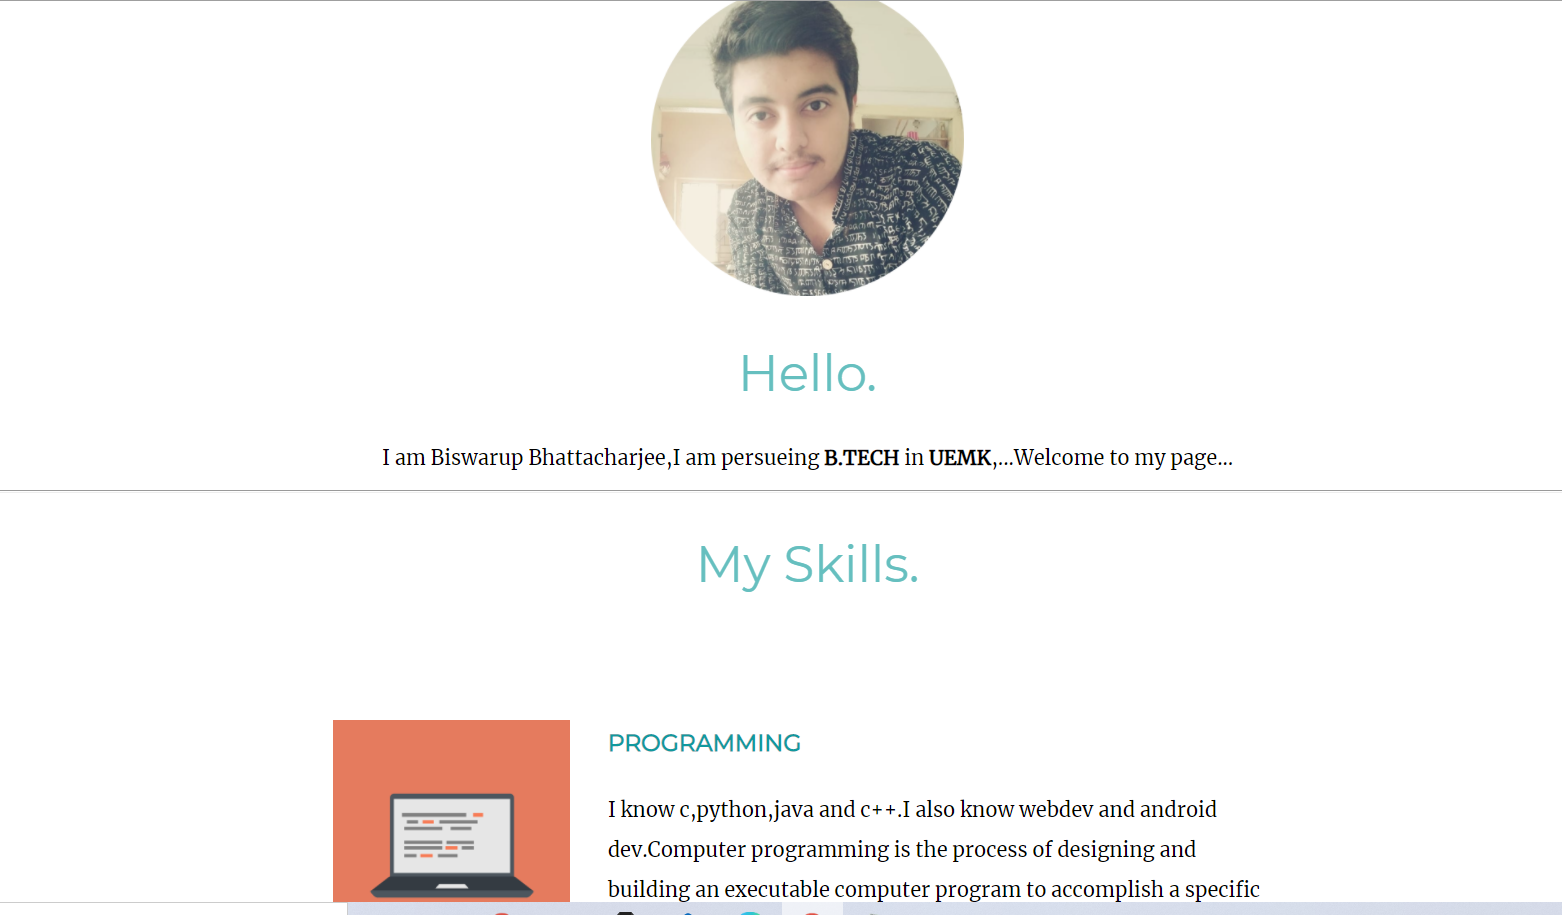 Hello.
I am Biswarup Bhattacharjee,I am persueing B.TECH in UEMK,...Welcome to my page...
My Skills.
PROGRAMMING
I know c,python,java and c++.I also know webdev and android
dev.Computer programming is the process of designing and
building an executable computer program to accomplish a specific